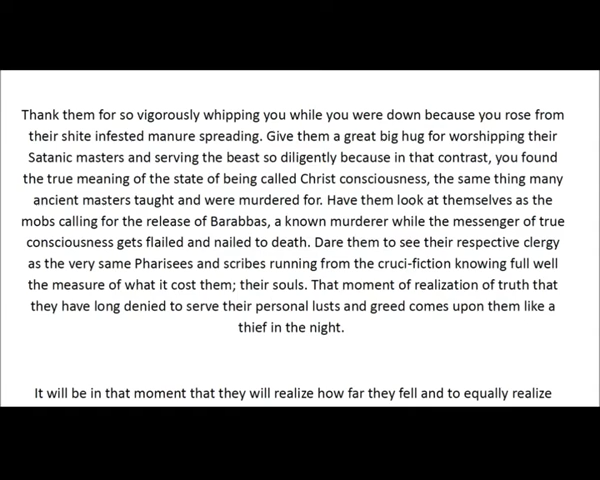 Thank them for so vigorously whipping you while you were down because you rose from
their shite infested manure spreading. Give them a great big hug for worshipping their
Satanic masters and serving the beast so diligently because in that contrast, you found
the true meaning of the state of being called Christ consciousness, the same thing many
ancient masters taught and were murdered for. Have them look at themselves as the
mobs calling for the release of Barabbas, a known murderer while the messenger of true
consciousness gets flailed and nailed to death. Dare them to see their respective clergy
as the very same Pharisees and scribes running from the cruci-fiction knowing full well
the measure of what it cost them; their souls. That moment of realization of truth that
they have long denied to serve their personal lusts and greed comes upon them like a
thief in the night.
It will be in that moment that they will realize how far they fell and to equally realize